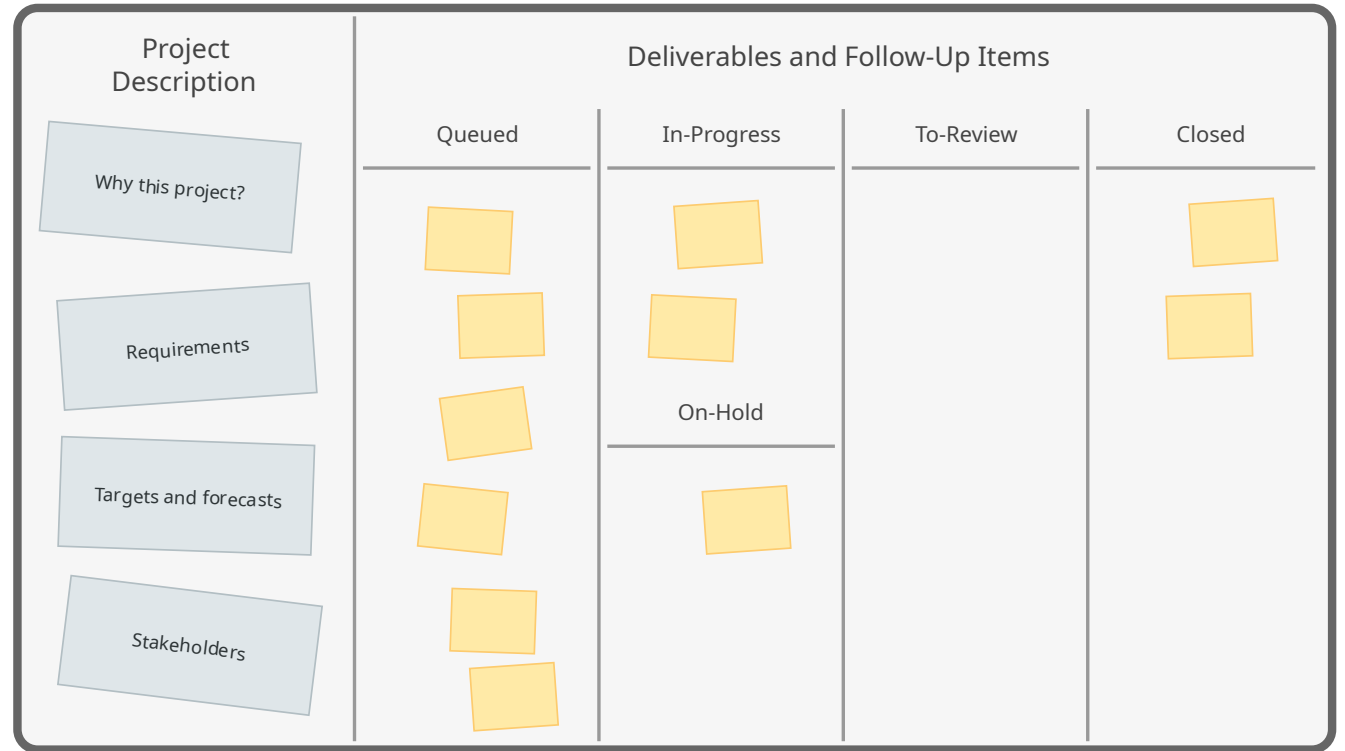 Project
Description
Why this project?
Requirements
Targets and forecasts
Stakeholders
Deliverables and Follow-Up Items
Queued
In-Progress
On-Hold
To-Review
Closed